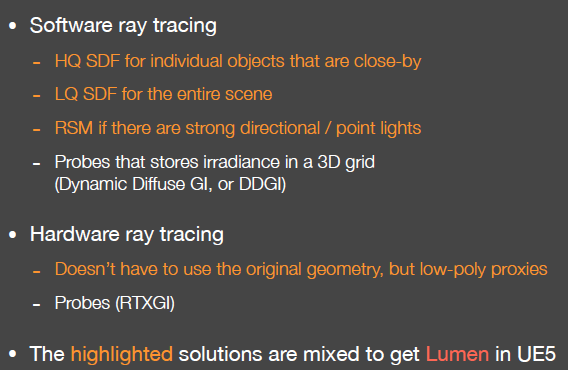 • Software ray tracing
- HQ SDF for individual objects that are close-by
- LQ SDF for the entire scene
- RSM if there are strong directional / point lights
- Probes that stores irradiance in a 3D grid
(Dynamic Diffuse GI, or DDGI)
• Hardware ray tracing
- Doesn't have to use the original geometry, but low-poly proxies
- Probes (RTXGI)
• The highlighted solutions are mixed to get Lumen in UE5